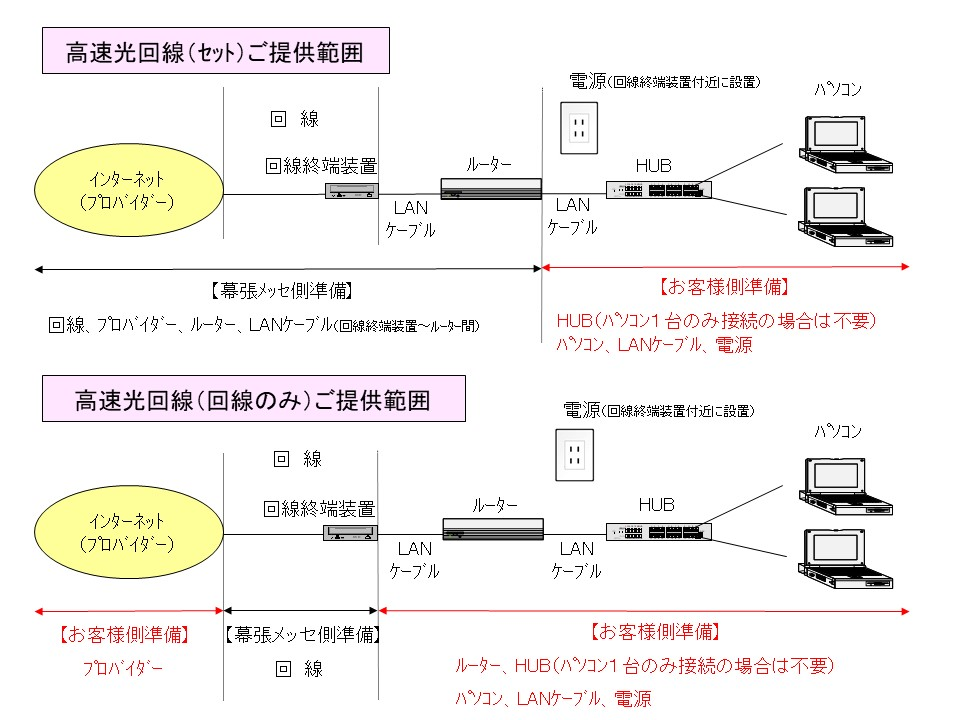 高速光回線（ｾｯﾄ）ご提供範囲
電源（回線終端装置付近に設置）
ﾊﾟｿｺﾝ
回　線
回線終端装置
ﾙｰﾀｰ
HUB
ｲﾝﾀｰﾈｯﾄ
（ﾌﾟﾛﾊﾞｲﾀﾞｰ）
LAN
ｹｰﾌﾞﾙ
LAN
ｹｰﾌﾞﾙ
【幕張ﾒｯｾ側準備】
回線、ﾌﾟﾛﾊﾞｲﾀﾞｰ、ﾙｰﾀｰ、LANｹｰﾌﾞﾙ（回線終端装置～ﾙｰﾀｰ間）
【お客様側準備】
HUB（ﾊﾟｿｺﾝ１台のみ接続の場合は不要）
ﾊﾟｿｺﾝ、LANｹｰﾌﾞﾙ、電源
高速光回線（回線のみ）ご提供範囲
電源（回線終端装置付近に設置）
ﾊﾟｿｺﾝ
回　線
回線終端装置
ﾙｰﾀｰ
HUB
ｲﾝﾀｰﾈｯﾄ
（ﾌﾟﾛﾊﾞｲﾀﾞｰ）
LAN
ｹｰﾌﾞﾙ
LAN
ｹｰﾌﾞﾙ
【お客様側準備】
ﾌﾟﾛﾊﾞｲﾀﾞｰ
【幕張ﾒｯｾ側準備】
回　線
【お客様側準備】
ﾙｰﾀｰ、HUB（ﾊﾟｿｺﾝ１台のみ接続の場合は不要）
ﾊﾟｿｺﾝ、LANｹｰﾌﾞﾙ、電源